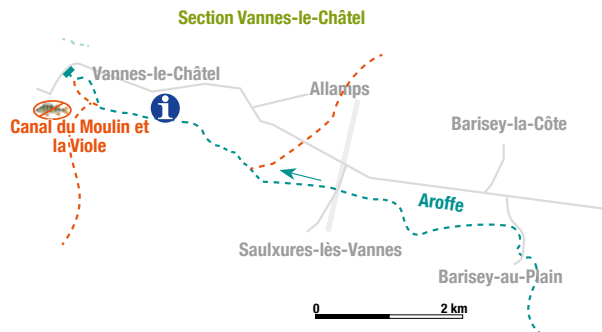 Section Vannes-le-Châtel
Vannes-le-Châtel
Allamps
i
Canal du Moulin et
la Viole
Barisey-la-Côte
Aroffe
Saulxures-lès-Vannes
Barisey-au-Plain
0 2 km